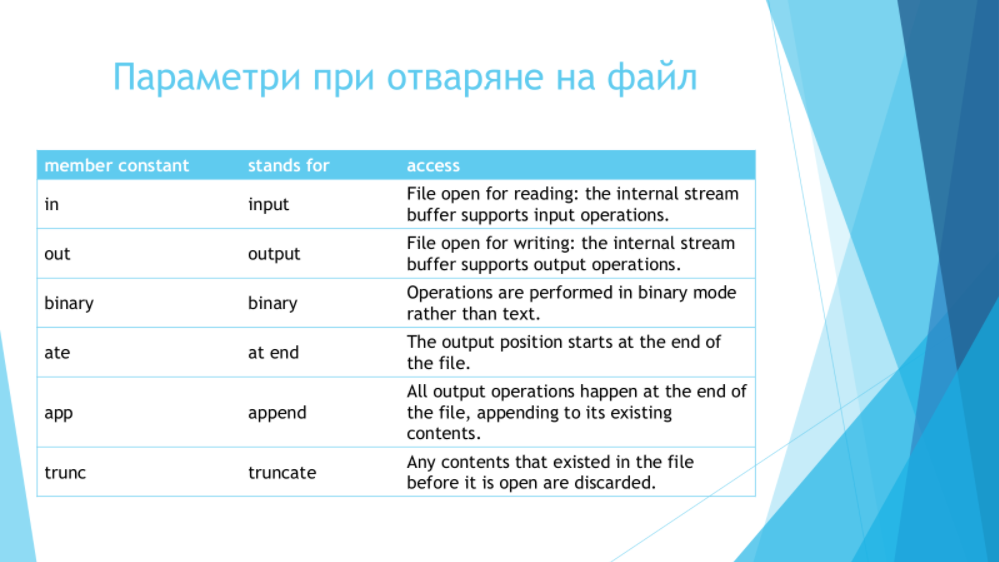 Параметри при отваряне на файл
member constant stands for access
in input File open for reading: the internal stream
buffer supports input operations.
out output File open for writing: the internal stream
buffer supports output operations.
binary binary Operations are performed in binary mode
rather than text.
ate at end The output position starts at the end of
the file.
app append All output operations happen at the end of
the file, appending to its existing
contents.
trunc truncate Any contents that existed in the file
before it is open are discarded.